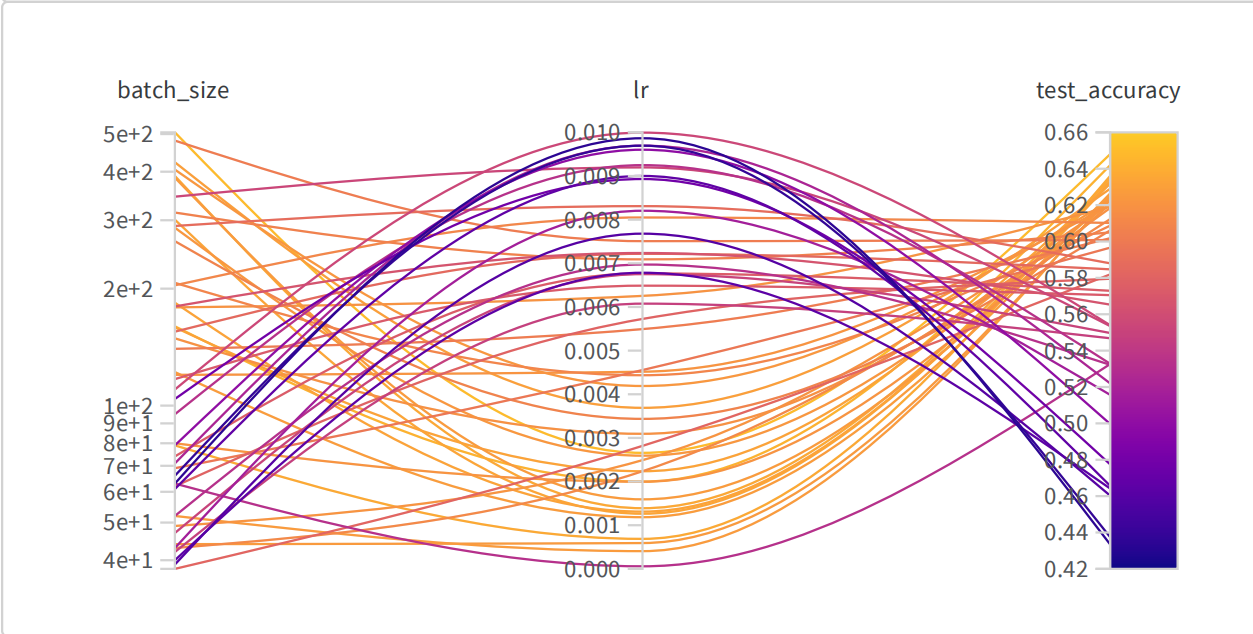 batch_size lr test_accuracy
5e+2 0.010 0.66
4e+2 0.009 0.64
3e+2 0.008 0.62
2e+2 0.007 0.60
1e+2 0.006 0.58
9e+1 0.005 0.56
8e+1 0.004 0.54
7e+1 0.003 0.52
6e+1 0.002 0.50
5e+1 0.001 0.48
4e+1 0.000 0.46
0.44
0.42